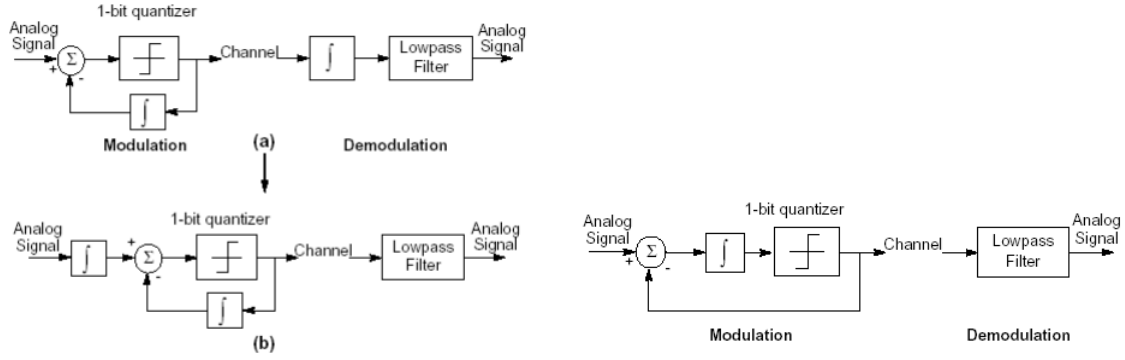 1-bit quantizer
Analog
Signal
Σ
+
-
∫
Channel
∫
Lowpass
Filter
Analog
Signal
Modulation
(a)
Demodulation
1-bit quantizer
Analog
Signal
∫
+
Σ
-
∫
Channel
Lowpass
Filter
Analog
Signal
(b)
1-bit quantizer
Analog
Signal
Σ
+
-
∫
Channel
Lowpass
Filter
Analog
Signal
Modulation
Demodulation